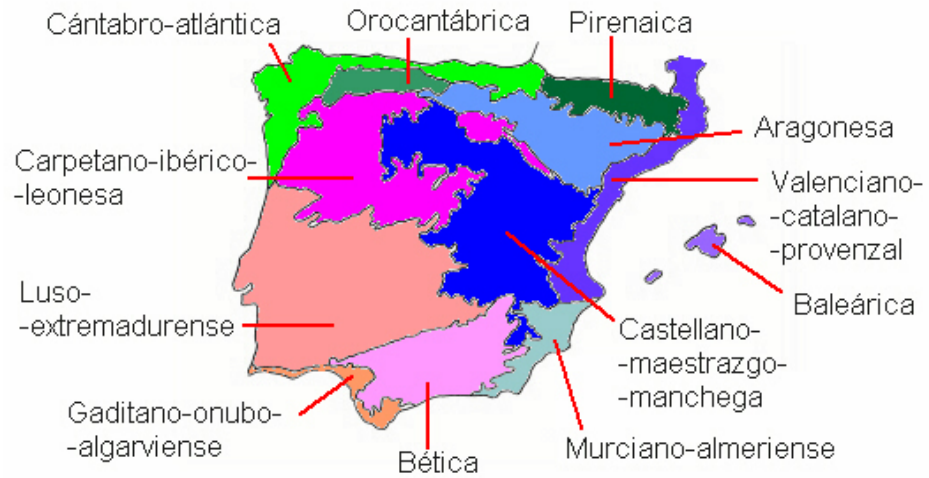 Cántabro-atlántica
Orocantábrica
Pirenaica
Aragonesa
Carpetano-ibérico-
-leonesa
Valenciano-
-catalano-
-provenzal
Baleárica
Luso-
-extremadurense
Castellano-
-maestrazgo-
-manchega
Gaditano-onubo-
-algarviense
Bética
Murciano-almeriense